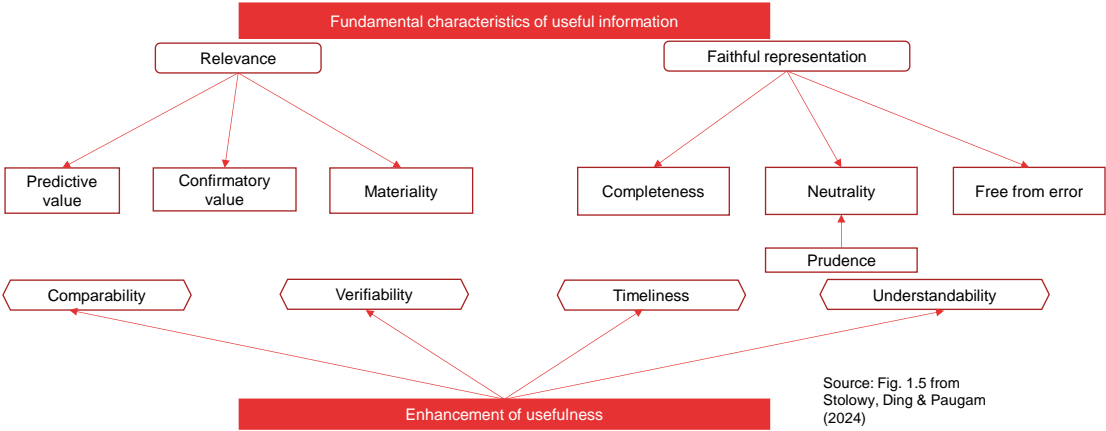 Fundamental characteristics of useful information
Relevance
Faithful representation
Predictive
value
Confirmatory
value
Materiality
Completeness
Neutrality
Free from error
Prudence
Comparability
Verifiability
Timeliness
Understandability
Enhancement of usefulness
Source: Fig. 1.5 from
Stolowy, Ding & Paugam
(2024)